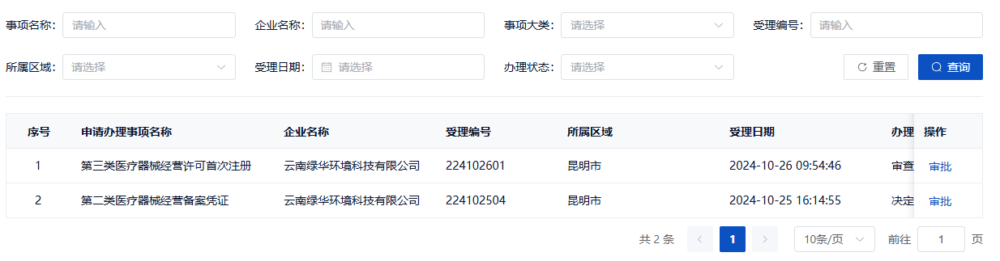 事项名称: 请输入 企业名称: 请输入 事项大类: 请选择 受理编号: 请输入
所属区域: 请选择 受理日期: 请选择 办理状态: 请选择 重置 查询
序号 申请办理事项名称 企业名称 受理编号 所属区域 受理日期 办理 操作
1 第三类医疗器械经营许可首次注册 云南绿华环境科技有限公司 224102601 昆明市 2024-10-26 09:54:46 审查 审批
2 第二类医疗器械经营备案凭证 云南绿华环境科技有限公司 224102504 昆明市 2024-10-25 16:14:55 决定 审批
共 2 条 1 10条/页 前往 1 页